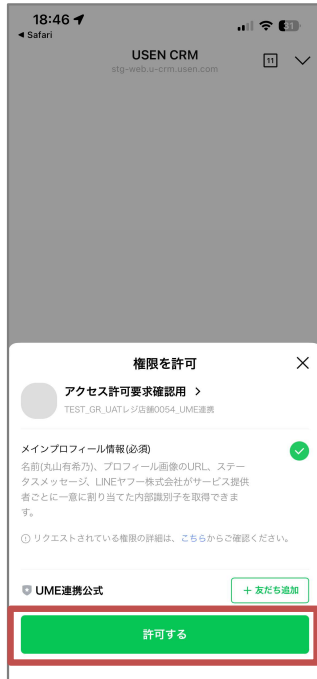 18:46
◀ Safari
31
USEN CRM
stg-web.u-crm.usen.com
11
権限を許可
アクセス許可要求確認用
TEST_GR_UATレジ店舗0054_UME連携
メインプロフィール情報(必須)
名前(丸山有希乃)、プロフィール画像のURL、ステー
タスメッセージ、LINEヤフー株式会社がサービス提供
者ごとに一意に割り当てた内部識別子を取得できま
す。
リクエストされている権限の詳細は、こちらからご確認ください。
UME連携公式
+ 友だち追加
許可する